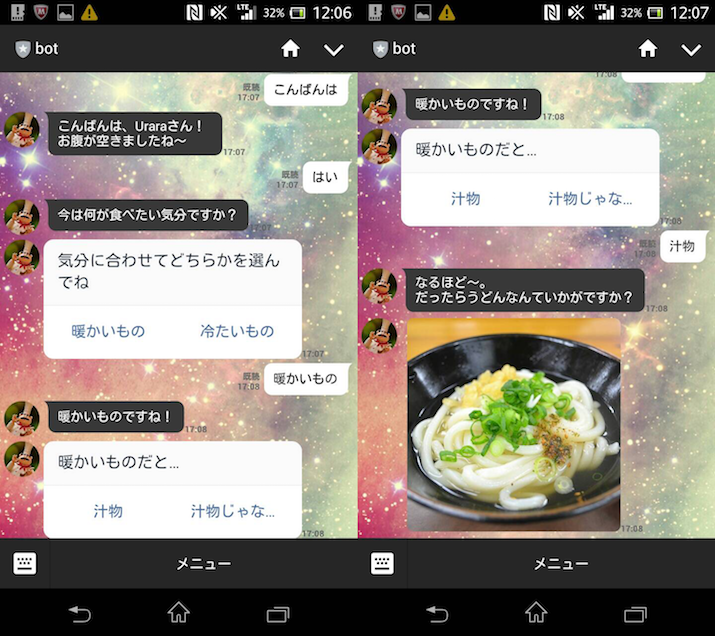 32% 12:06
bot
既読
17:07
こんばんは
こんばんは、Uraraさん！
お腹が空きましたね〜
17:07
既読
17:07
はい
今は何が食べたい気分ですか？
17:07
気分に合わせてどちらかを選ん
でね
暖かいもの
冷たいもの
17:07
既読
17:08
暖かいもの
暖かいものですね！
17:08
暖かいものだと...
汁物
汁物じゃな...
17:08
メニュー
LTE
32% 12:07
bot
17:08
暖かいものですね！
17:08
暖かいものだと...
汁物
汁物じゃな...
17:08
既読
17:08
汁物
なるほど〜。
だったらうどんなんていかがですか？
17:08
17:08
メニュー